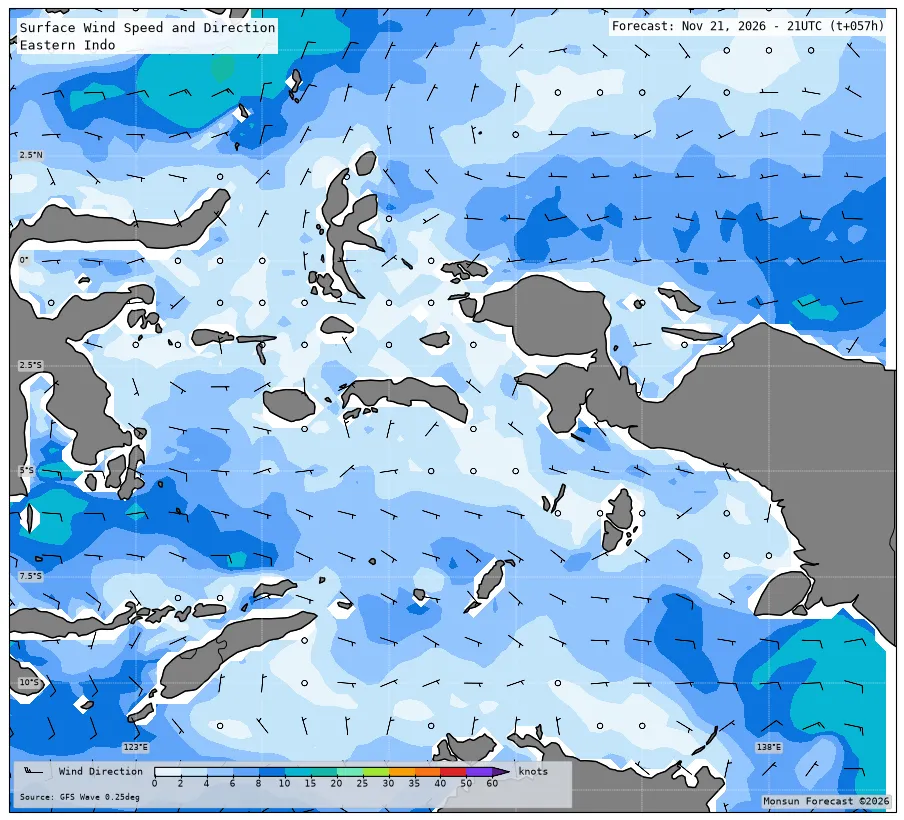 Surface Wind Speed and Direction
Eastern Indo
Forecast: Nov 21, 2026 - 21UTC (t+057h)
2.5°N
0°
2.5°S
5°S
7.5°S
10°S
123°E
138°E
Wind Direction
knots
0 2 4 6 8 10 15 20 25 30 35 40 50 60
Source: GFS Wave 0.25deg
Monsun Forecast ©2026